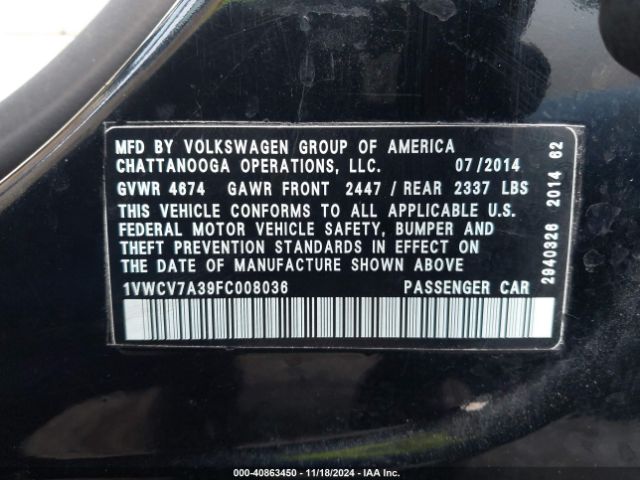 MFD BY VOLKSWAGEN GROUP OF AMERICA
CHATTANOOGA OPERATIONS, LLC. 07/2014
GVWR 4674 GAWR FRONT 2447 / REAR 2337 LBS
THIS VEHICLE CONFORMS TO ALL APPLICABLE U.S.
FEDERAL MOTOR VEHICLE SAFETY, BUMPER AND
THEFT PREVENTION STANDARDS IN EFFECT ON
THE DATE OF MANUFACTURE SHOWN ABOVE
1VWCV7A39FC008036 PASSENGER CAR
2940326 2014 62
000-40863450 - 11/18/2024 - IAA Inc.